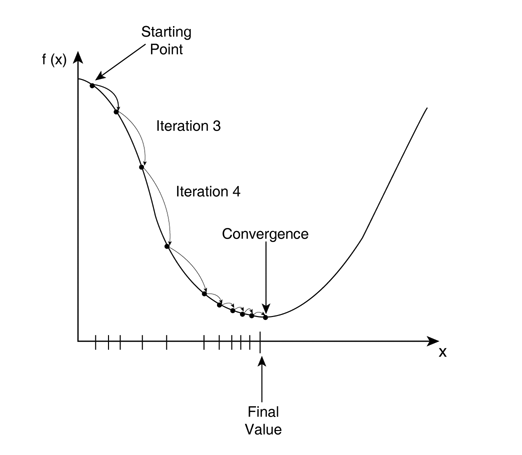 Starting
Point
f (x)
Iteration 3
Iteration 4
Convergence
x
Final
Value